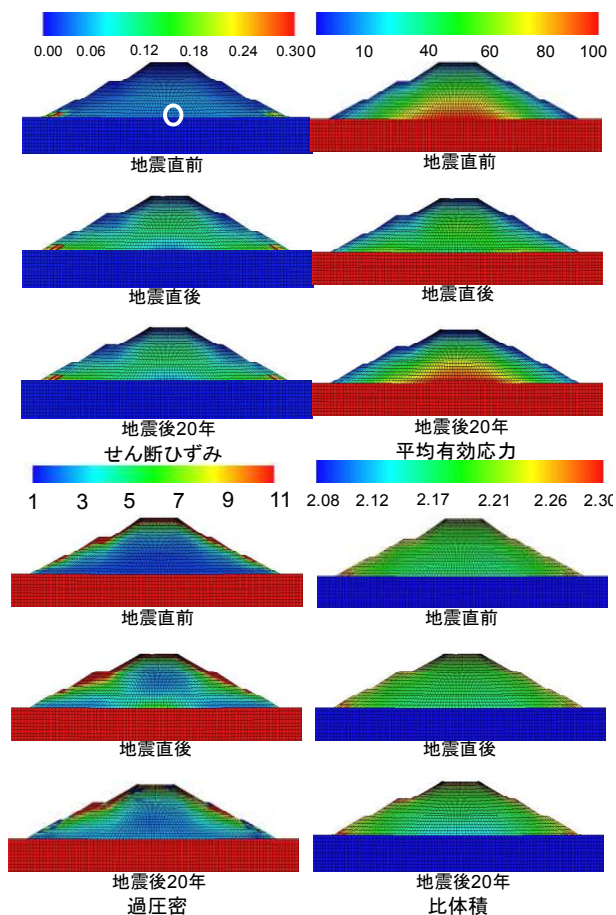 0.00 0.06 0.12 0.18 0.24 0.30
0 10 40 60 80 100
地震直前
地震直前
地震直後
地震直後
地震後20年
地震後20年
せん断ひずみ
平均有効応力
1 3 5 7 9 11
2.08 2.12 2.17 2.21 2.26 2.30
地震直前
地震直前
地震直後
地震直後
地震後20年
地震後20年
過圧密
比体積